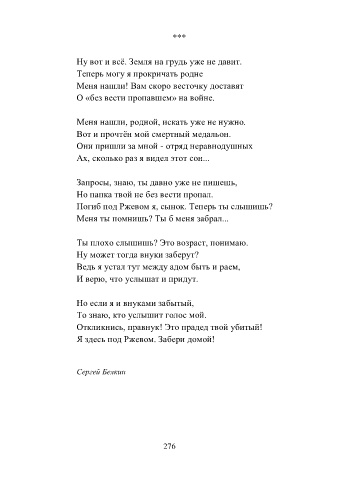 ***
Ну вот и всё. Земля на грудь уже не давит.
Теперь могу я прокричать родне
Меня нашли! Вам скоро весточку доставят
О «без вести пропавшем» на войне.
Меня нашли, родной, искать уже не нужно.
Вот и прочтён мой смертный медальон.
Они пришли за мной - отряд неравнодушных
Ах, сколько раз я видел этот сон...
Запросы, знаю, ты давно уже не пишешь,
Но папка твой не без вести пропал.
Погиб под Ржевом я, сынок. Теперь ты слышишь?
Меня ты помнишь? Ты б меня забрал...
Ты плохо слышишь? Это возраст, понимаю.
Ну может тогда внуки заберут?
Ведь я устал тут между адом быть и раем,
И верю, что услышат и придут.
Но если я и внуками забытый,
То знаю, кто услышит голос мой.
Откликнись, правнук! Это прадед твой убитый!
Я здесь под Ржевом. Забери домой!
Сергей Белкин
276